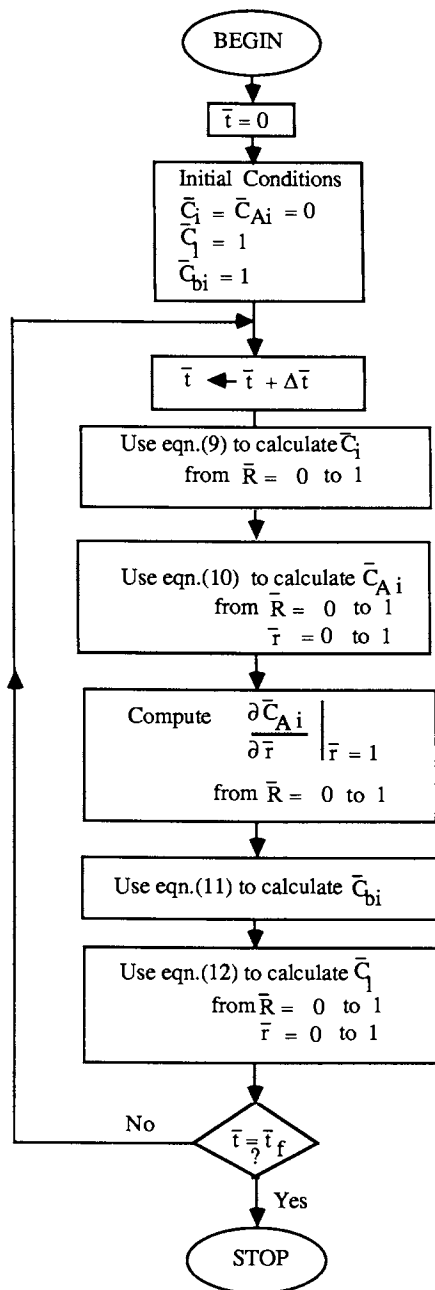 BEGIN
t̄ = 0
Initial Conditions
C̄i = C̄Ai = 0
C̄l = 1
C̄bi = 1
t̄ ← t̄ + Δt̄
Use eqn.(9) to calculate C̄i
from R̄ = 0 to 1
Use eqn.(10) to calculate C̄A i
from R̄ = 0 to 1
r̄ = 0 to 1
Compute ∂C̄A i / ∂r̄ | r̄ = 1
from R̄ = 0 to 1
Use eqn.(11) to calculate C̄bi
Use eqn.(12) to calculate C̄l
from R̄ = 0 to 1
r̄ = 0 to 1
No
t̄ = t̄f
?
Yes
STOP